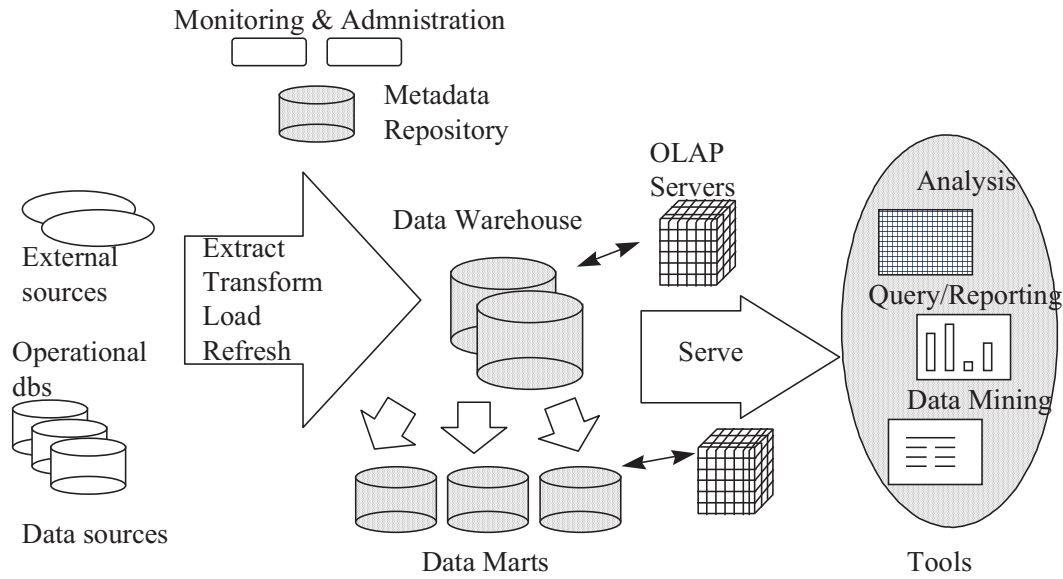 Monitoring & Admnistration
Metadata
Repository
OLAP
Servers
Analysis
Data Warehouse
External
sources
Extract
Transform
Load
Refresh
Query/Reporting
Serve
Operational
dbs
Data Mining
Data sources
Data Marts
Tools